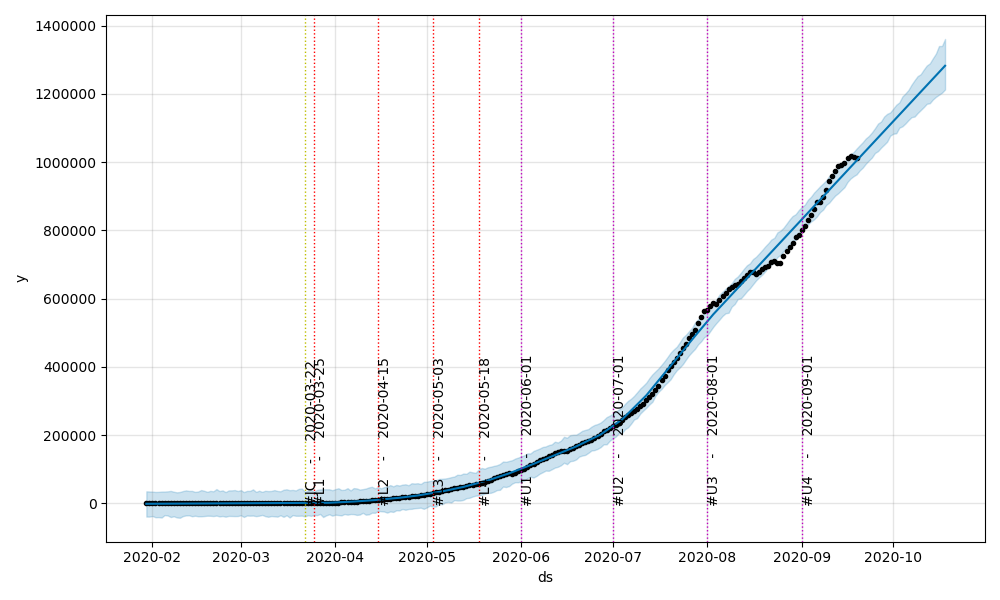 1400000
1200000
1000000
800000
600000
400000
200000
0
y
#JC - 2020-03-22
#L1 - 2020-03-25
#L2 - 2020-04-15
#L3 - 2020-05-03
#L4 - 2020-05-18
#U1 - 2020-06-01
#U2 - 2020-07-01
#U3 - 2020-08-01
#U4 - 2020-09-01
2020-02 2020-03 2020-04 2020-05 2020-06 2020-07 2020-08 2020-09 2020-10
ds